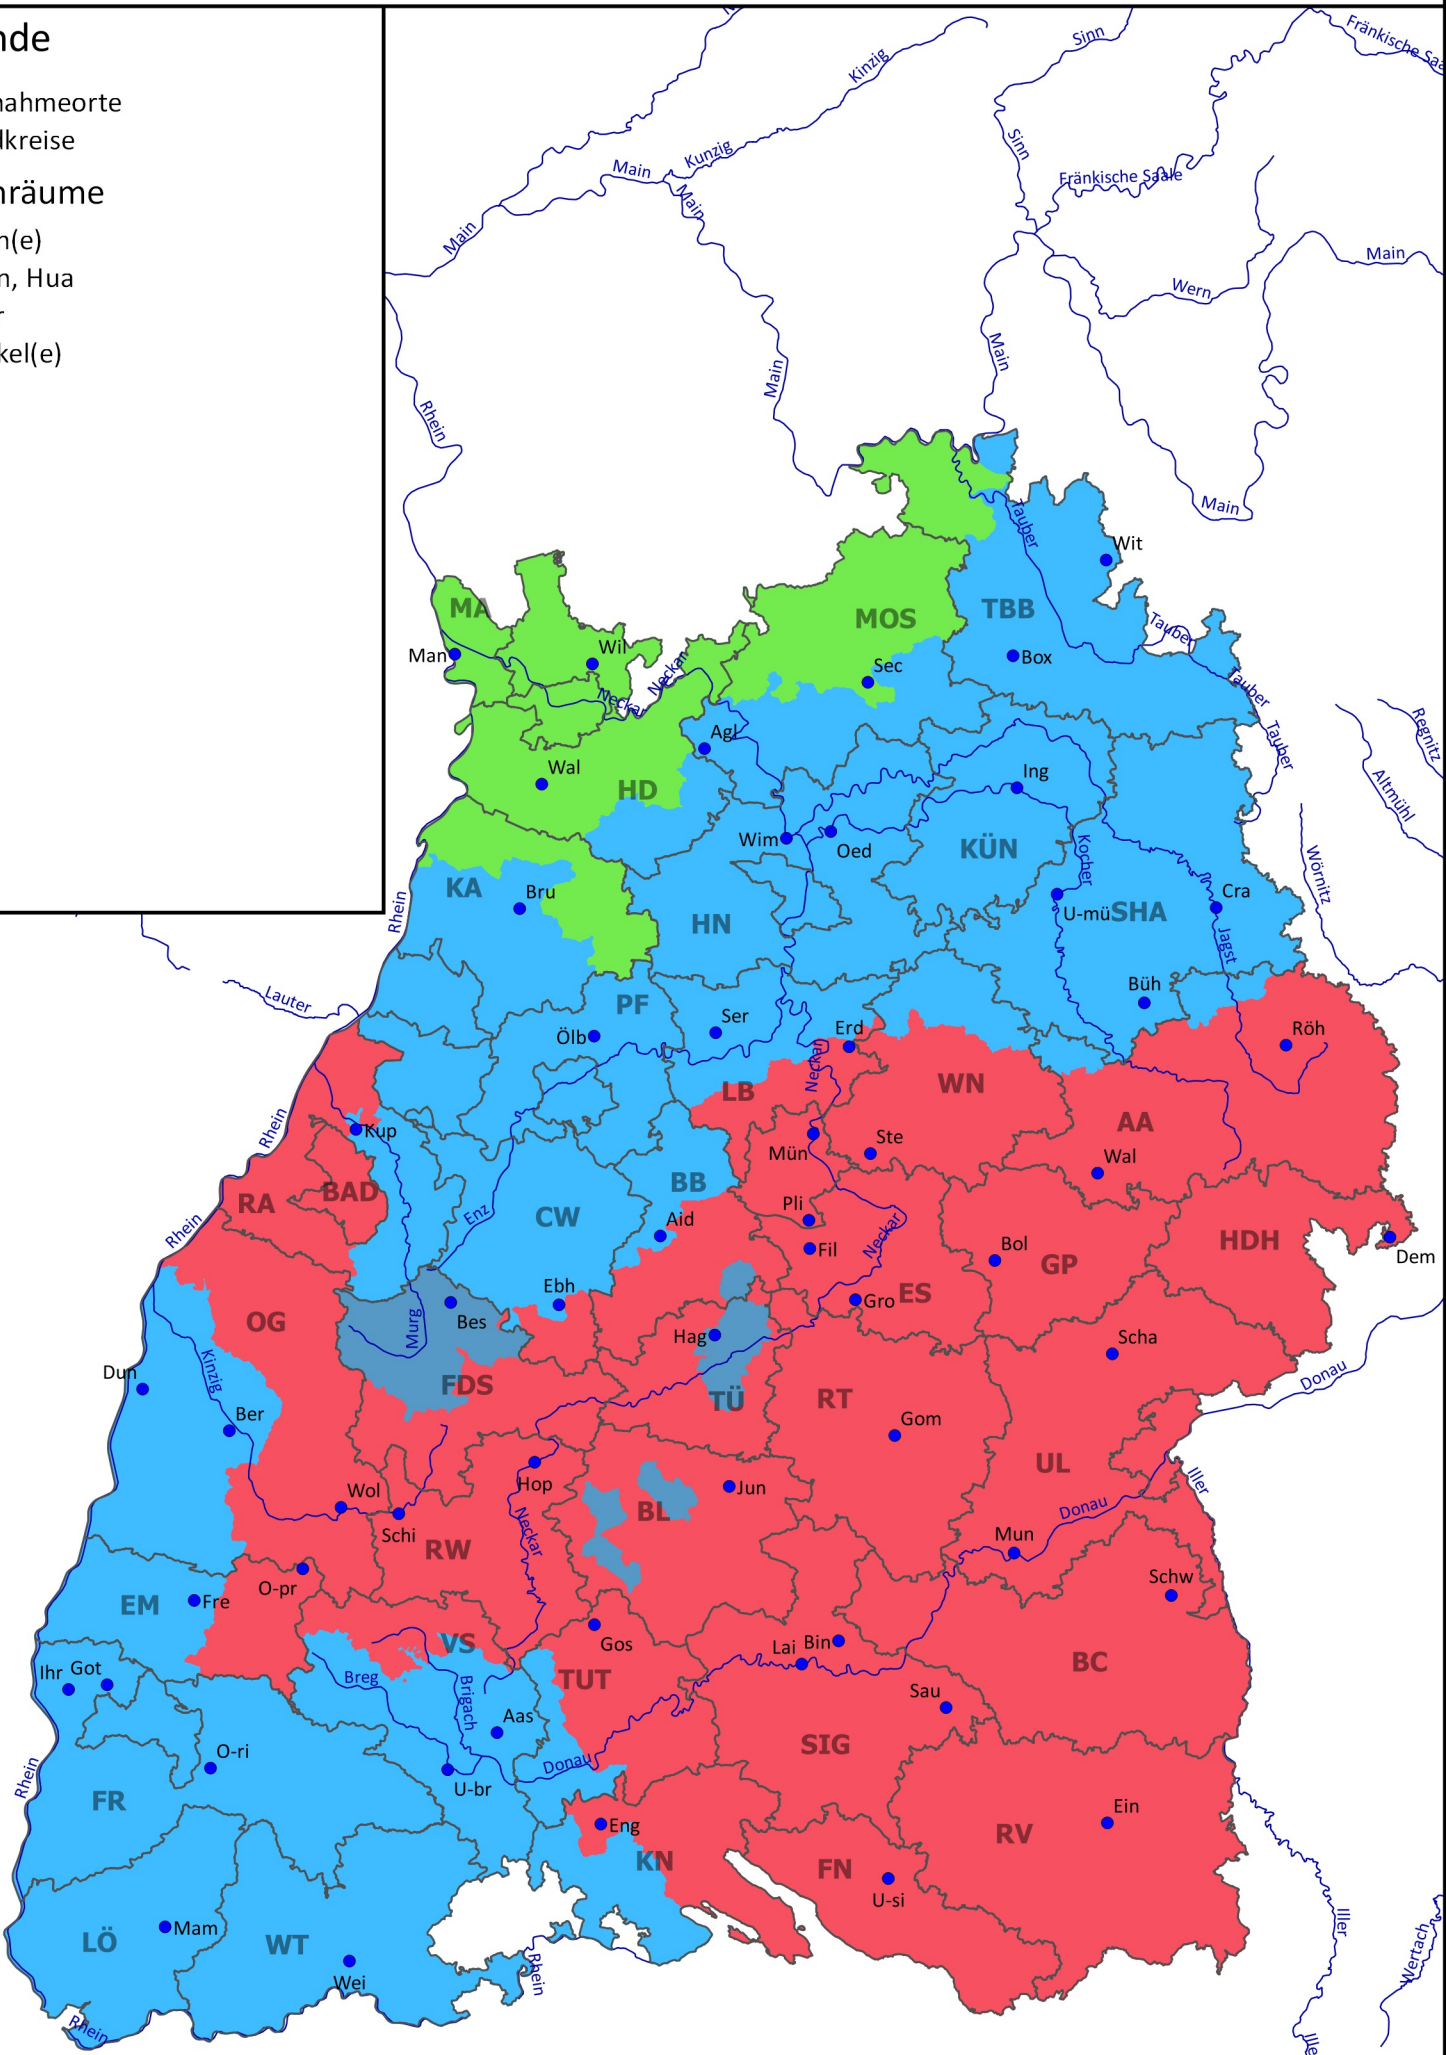 nde
nahmeorte
dkreise
nräume
n(e)
n, Hua
r
kel(e)
Kinzig
Sinn
Fränkische Saa
Kunzig
Main
Main
Sinn
Fränkische Saale
Main
Main
Wern
Main
Main
Rhein
Main
Tauber
Wit
MA
MOS
TBB
Tauber
Man
Wil
Neckar
Sec
Box
Neckar
Tauber
Regnitz
Agl
Tauber
Wal
HD
Ing
Altmühl
Wim
Oed
KÜN
Kocher
Wörnitz
KA
Bru
Rhein
HN
U-mü
SHA
Cra
Jagst
Lauter
PF
Büh
Ölb
Ser
Erd
Röh
Neckar
LB
WN
Rhein
Kup
AA
Mün
Ste
Wal
RA
BAD
BB
Pli
Rhein
Enz
CW
Aid
Fil
Neckar
Bol
GP
HDH
Dem
OG
Ebh
ES
Gro
Murg
Bes
Hag
Scha
Dun
Kinzig
FDS
TÜ
RT
Donau
Ber
Gom
UL
Wol
Hop
Jun
Iller
Schi
BL
Donau
Neckar
Mun
RW
O-pr
Schw
EM
Fre
VS
Gos
Lai
Bin
Ihr
Got
Breg
Brigach
TUT
BC
Sau
Aas
O-ri
Donau
SIG
Rhein
U-br
FR
Eng
Ein
KN
FN
RV
U-si
LÖ
Mam
WT
Iller
Wertach
Wei
Rhein
Rhein
Ille